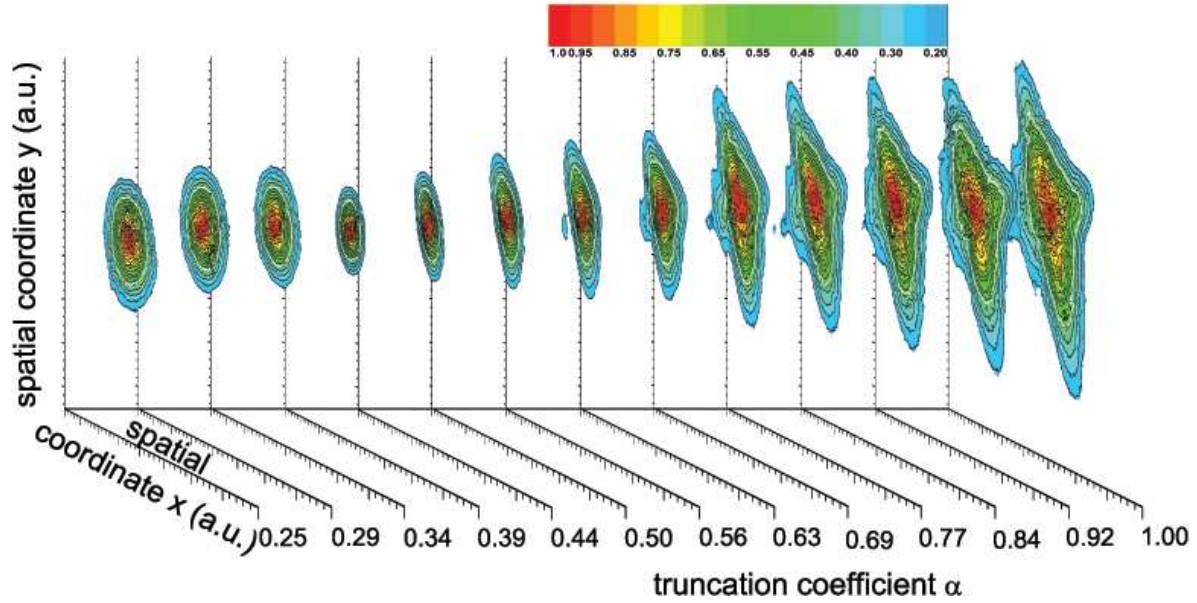 1.0 0.95 0.85 0.75 0.65 0.55 0.45 0.40 0.30 0.20
spatial coordinate y (a.u.)
spatial
coordinate x (a.u.)
0.25 0.29 0.34 0.39 0.44 0.50 0.56 0.63 0.69 0.77 0.84 0.92 1.00
truncation coefficient α